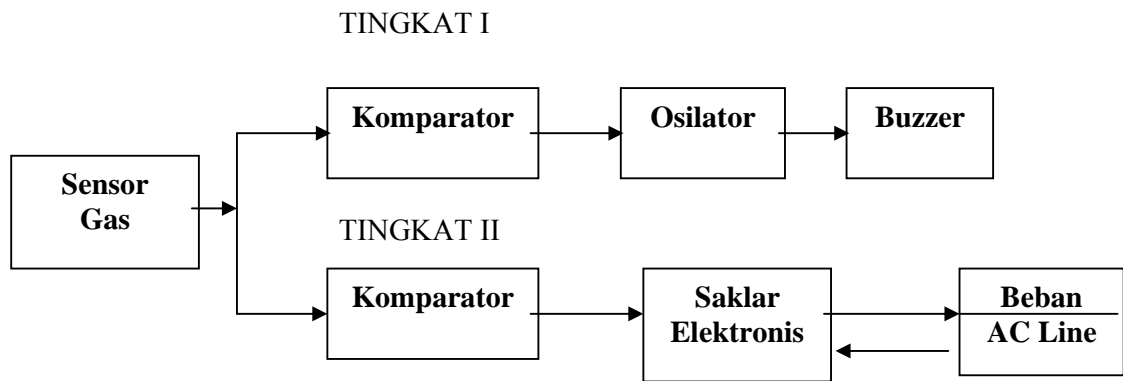 TINGKAT I
Komparator
Osilator
Buzzer
Sensor
Gas
TINGKAT II
Komparator
Saklar
Elektronis
Beban
AC Line